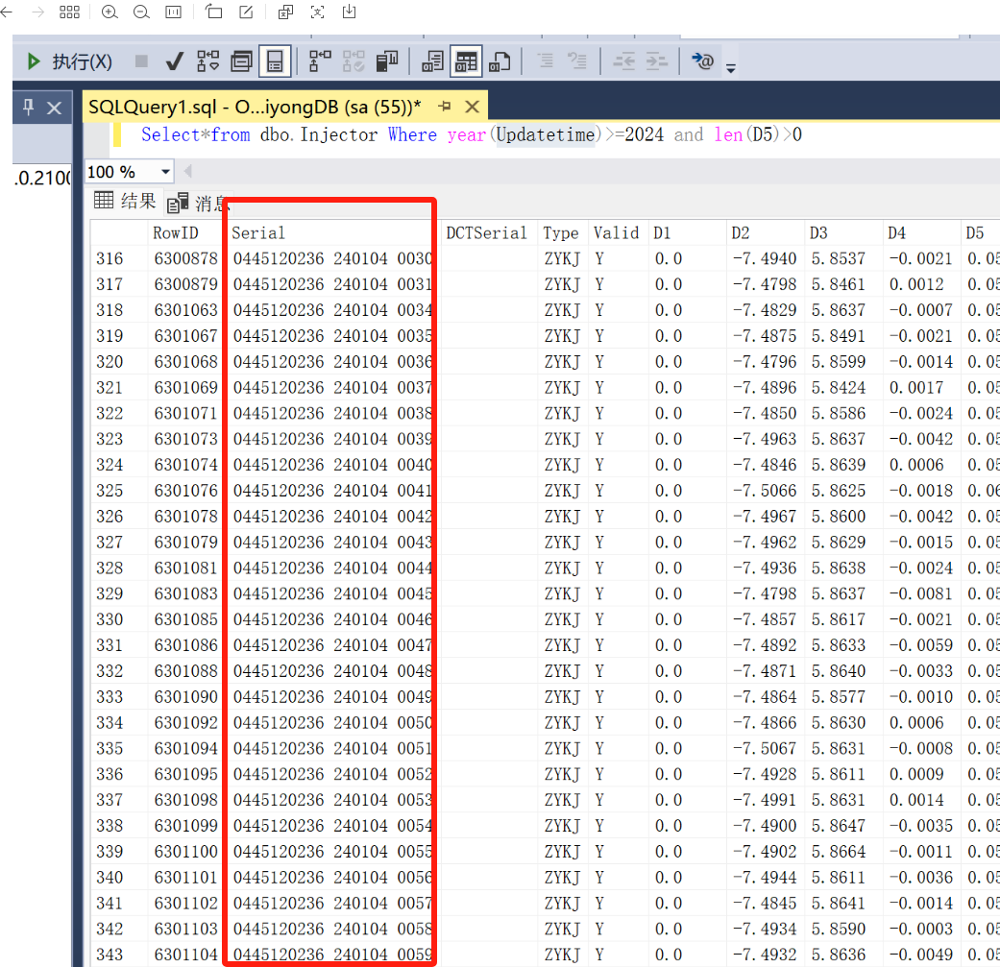 执行(X)
SQLQuery1.sql - O...iyongDB (sa (55))*
Select*from dbo.Injector Where year(Updatetime)>=2024 and len(D5)>0
.0.2100
100 %
结果 消息
RowID Serial DCTSerial Type Valid D1 D2 D3 D4 D5
316 6300878 0445120236 240104 0030 ZYKJ Y 0.0 -7.4940 5.8537 -0.0021 0.05
317 6300879 0445120236 240104 0031 ZYKJ Y 0.0 -7.4798 5.8461 0.0012 0.05
318 6301063 0445120236 240104 0034 ZYKJ Y 0.0 -7.4829 5.8637 -0.0007 0.05
319 6301067 0445120236 240104 0035 ZYKJ Y 0.0 -7.4875 5.8491 -0.0021 0.05
320 6301068 0445120236 240104 0036 ZYKJ Y 0.0 -7.4796 5.8599 -0.0014 0.05
321 6301069 0445120236 240104 0037 ZYKJ Y 0.0 -7.4896 5.8424 0.0017 0.05
322 6301071 0445120236 240104 0038 ZYKJ Y 0.0 -7.4850 5.8586 -0.0024 0.05
323 6301073 0445120236 240104 0039 ZYKJ Y 0.0 -7.4963 5.8637 -0.0042 0.05
324 6301074 0445120236 240104 0040 ZYKJ Y 0.0 -7.4846 5.8639 0.0006 0.05
325 6301076 0445120236 240104 0041 ZYKJ Y 0.0 -7.5066 5.8625 -0.0018 0.06
326 6301078 0445120236 240104 0042 ZYKJ Y 0.0 -7.4967 5.8600 -0.0042 0.05
327 6301079 0445120236 240104 0043 ZYKJ Y 0.0 -7.4962 5.8629 -0.0015 0.05
328 6301081 0445120236 240104 0044 ZYKJ Y 0.0 -7.4936 5.8638 -0.0024 0.05
329 6301083 0445120236 240104 0045 ZYKJ Y 0.0 -7.4798 5.8637 -0.0081 0.05
330 6301085 0445120236 240104 0046 ZYKJ Y 0.0 -7.4857 5.8617 -0.0021 0.05
331 6301086 0445120236 240104 0047 ZYKJ Y 0.0 -7.4892 5.8633 -0.0059 0.05
332 6301088 0445120236 240104 0048 ZYKJ Y 0.0 -7.4871 5.8640 -0.0033 0.05
333 6301090 0445120236 240104 0049 ZYKJ Y 0.0 -7.4864 5.8577 -0.0010 0.05
334 6301092 0445120236 240104 0050 ZYKJ Y 0.0 -7.4866 5.8630 0.0006 0.05
335 6301094 0445120236 240104 0051 ZYKJ Y 0.0 -7.5067 5.8631 -0.0008 0.05
336 6301095 0445120236 240104 0052 ZYKJ Y 0.0 -7.4928 5.8611 0.0009 0.05
337 6301098 0445120236 240104 0053 ZYKJ Y 0.0 -7.4991 5.8631 0.0014 0.05
338 6301099 0445120236 240104 0054 ZYKJ Y 0.0 -7.4900 5.8647 -0.0035 0.05
339 6301100 0445120236 240104 0055 ZYKJ Y 0.0 -7.4902 5.8664 -0.0011 0.05
340 6301101 0445120236 240104 0056 ZYKJ Y 0.0 -7.4944 5.8611 -0.0036 0.05
341 6301102 0445120236 240104 0057 ZYKJ Y 0.0 -7.4845 5.8641 -0.0014 0.05
342 6301103 0445120236 240104 0058 ZYKJ Y 0.0 -7.4934 5.8590 -0.0003 0.05
343 6301104 0445120236 240104 0059 ZYKJ Y 0.0 -7.4932 5.8636 -0.0049 0.05